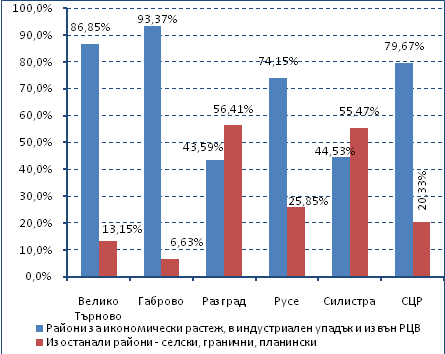 100,0%
90,0%
80,0%
70,0%
60,0%
50,0%
40,0%
30,0%
20,0%
10,0%
0,0%
86,85%
13,15%
93,37%
6,63%
43,59%
56,41%
74,15%
25,85%
44,53%
55,47%
79,67%
20,33%
Велико Търново
Габрово
Разград
Русе
Силистра
СЦР
Райони за икономически растеж, в индустриален упадък и извън РЦВ
Изостанали райони - селски, гранични, планински